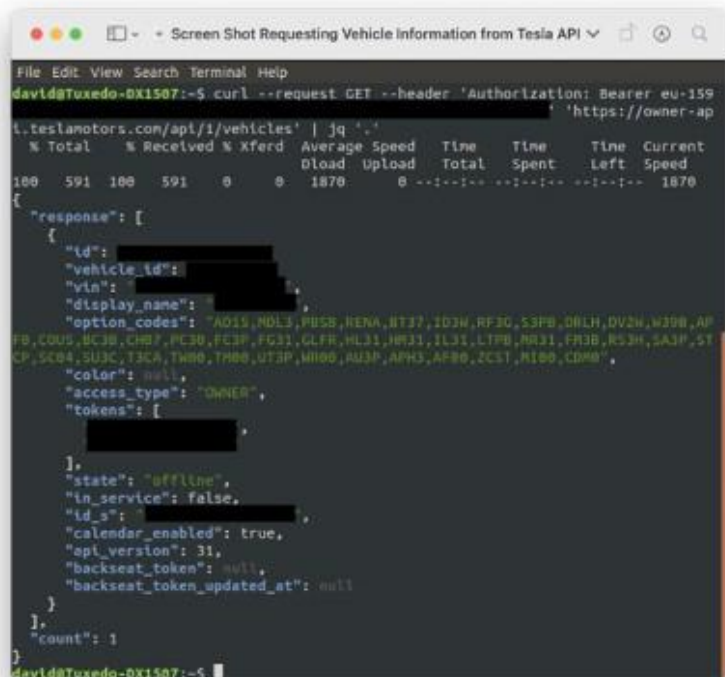 Screen Shot Requesting Vehicle Information from Tesla API
File Edit View Search Terminal Help
david@Tuxedo-DX1507:~$ curl --request GET --header 'Authorization: Bearer eu-159
' 'https://owner-ap
i.teslamotors.com/api/1/vehicles' | jq '.'
% Total % Received % Xferd Average Speed Time Time Time Current
Dload Upload Total Spent Left Speed
100 591 100 591 0 0 1870 0 --:--:-- --:--:-- --:--:-- 1870
{
"response": [
{
"id":
"vehicle_id":
"vin": "
"display_name": "
"option_codes": "AD15,MDL3,PBSB,RENA,BT37,ID3W,RF3G,S3PB,DRLH,DV2W,W39B,AP
F0,COUS,BC3B,CH07,PC30,FC3P,FG31,GLFR,HL31,HM31,IL31,LTPB,MR31,FM3B,RS3H,SA3P,ST
CP,SC04,SU3C,T3CA,TW00,TM00,UT3P,WR00,AU3P,APH3,AF00,ZCST,MI00,CDM0",
"color": null,
"access_type": "OWNER",
"tokens": [
,
],
"state": "offline",
"in_service": false,
"id_s": " ,
"calendar_enabled": true,
"api_version": 31,
"backseat_token": null,
"backseat_token_updated_at": null
}
],
"count": 1
}
david@Tuxedo-DX1507:~$